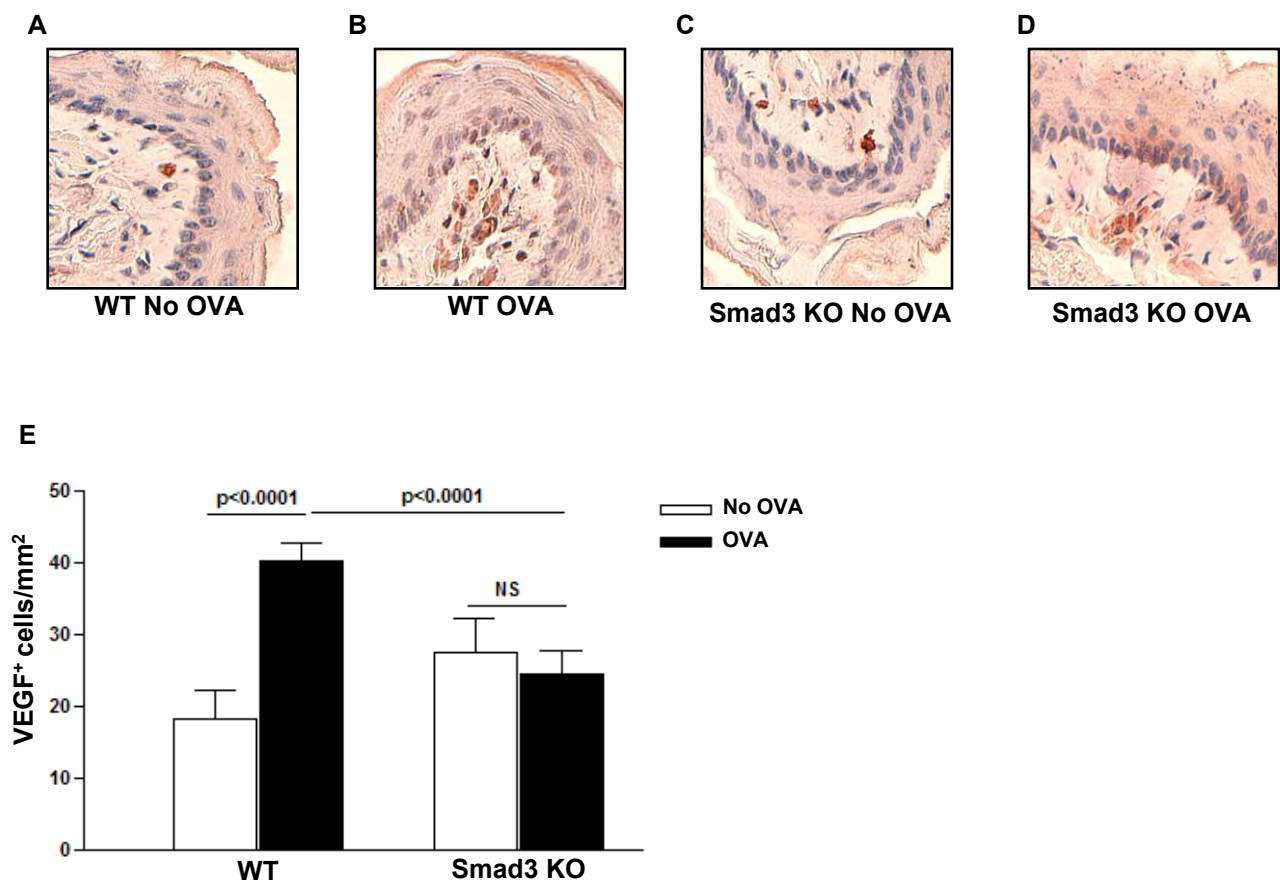 A
B
C
D
WT No OVA
WT OVA
Smad3 KO No OVA
Smad3 KO OVA
E
VEGF⁺ cells/mm²
50
40
30
20
10
0
p<0.0001
p<0.0001
NS
No OVA
OVA
WT
Smad3 KO